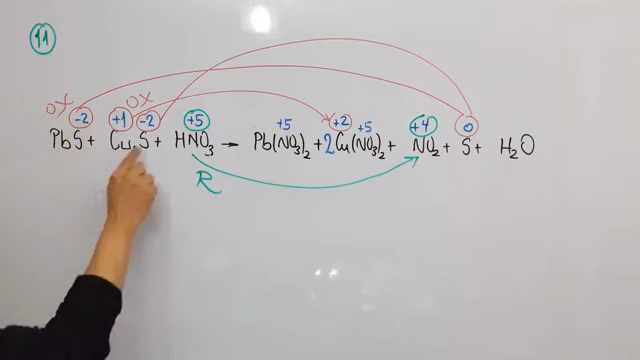 11
OX OX
-2 +1 -2 +5 +5 +2 +5 +4 0
PbS + Cu₂S + HNO₃ → Pb(NO₃)₂ + 2Cu(NO₃)₂ + NO₂ + S + H₂O
R